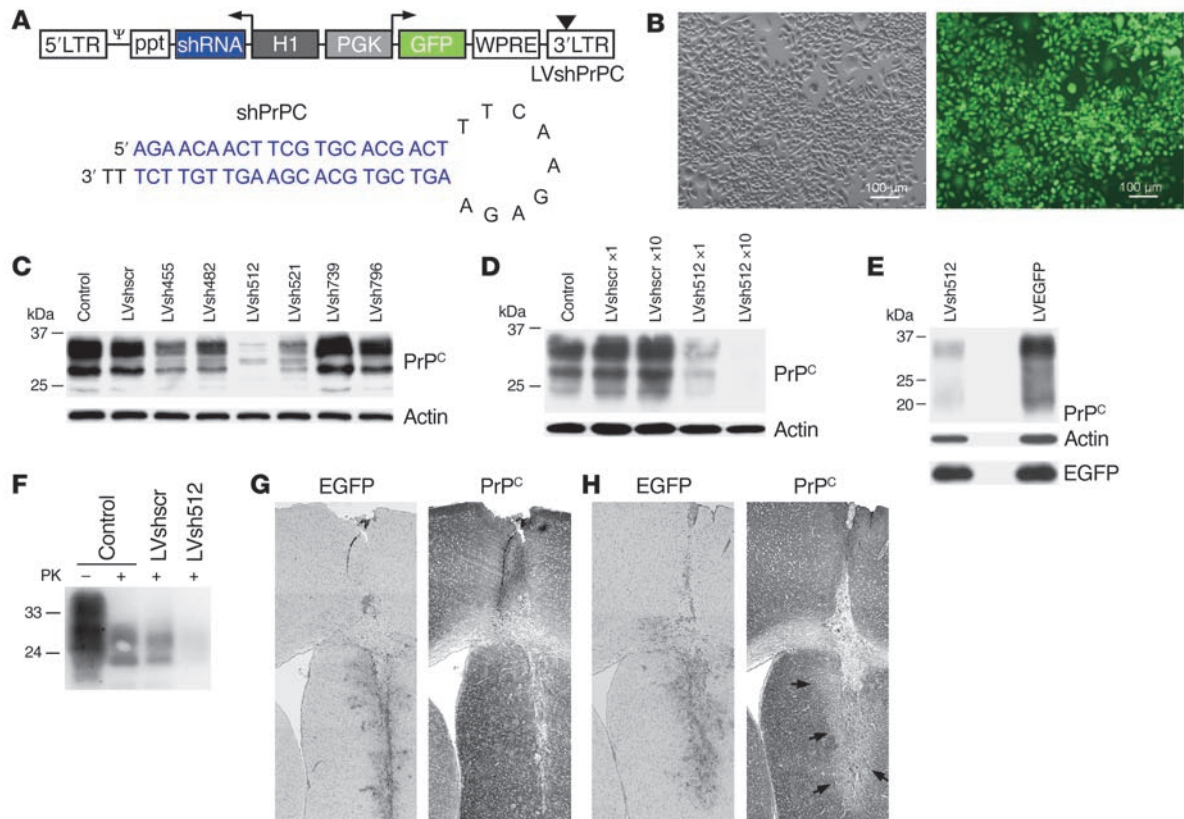 A
5′LTR Ψ ppt shRNA H1 PGK GFP WPRE 3′LTR
LVshPrPC
shPrPC
5′ AGA ACA ACT TCG TGC ACG ACT
3′ TT TCT TGT TGA AGC ACG TGC TGA
T T C A A G A G A
B
100 μm
100 μm
C
Control LVshscr LVsh455 LVsh482 LVsh512 LVsh521 LVsh739 LVsh796
kDa
37
25
PrPᶜ
Actin
D
Control LVshscr ×1 LVshscr ×10 LVsh512 ×1 LVsh512 ×10
kDa
37
25
PrPᶜ
Actin
E
LVsh512 LVEGFP
kDa
37
25
20
PrPᶜ
Actin
EGFP
F
Control LVshscr LVsh512
PK – + + +
33
24
G
EGFP PrPᶜ
H
EGFP PrPᶜ